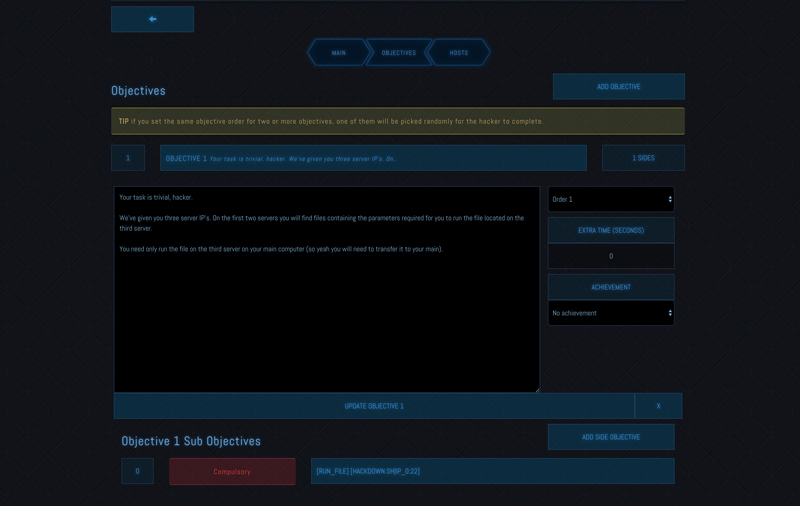 MAIN
OBJECTIVES
HOSTS
Objectives
ADD OBJECTIVE
TIP if you set the same objective order for two or more objectives, one of them will be picked randomly for the hacker to complete.
1
OBJECTIVE 1 Your task is trivial, hacker. We've given you three server IP's. On..
1 SIDES
Your task is trivial, hacker.
We've given you three server IP's. On the first two servers you will find files containing the parameters required for you to run the file located on the
third server.
You need only run the file on the third server on your main computer (so yeah you will need to transfer it to your main).
Order 1
EXTRA TIME (SECONDS)
0
ACHIEVEMENT
No achievement
UPDATE OBJECTIVE 1
X
Objective 1 Sub Objectives
ADD SIDE OBJECTIVE
0
Compulsory
[RUN_FILE] [HACKDOWN.SH|IP_0:22]